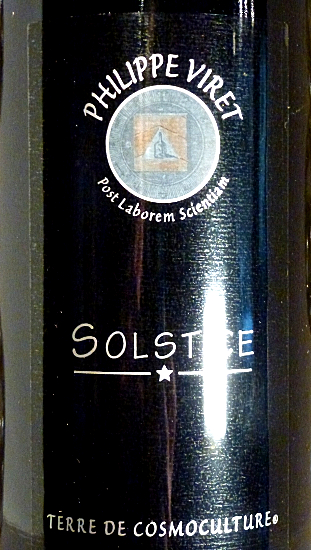 PHILIPPE VIRET
Post Laborem Scientiam
SOLSTICE
TERRE DE COSMOCULTURE®